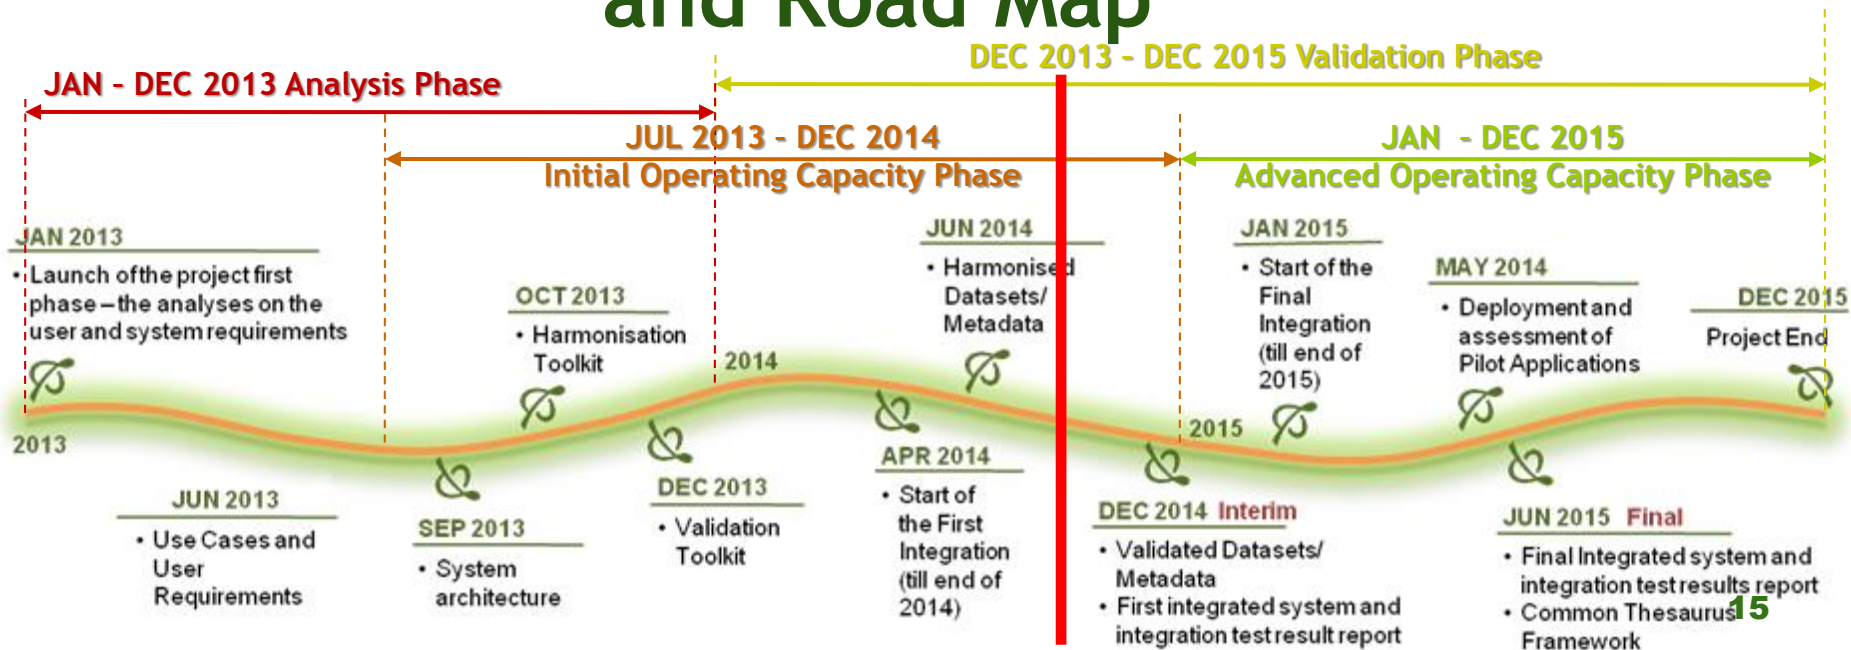 and Road Map
DEC 2013 – DEC 2015 Validation Phase
JAN – DEC 2013 Analysis Phase
JUL 2013 – DEC 2014
Initial Operating Capacity Phase
JAN – DEC 2015
Advanced Operating Capacity Phase
JAN 2013
• Launch of the project first
phase – the analyses on the
user and system requirements
OCT 2013
• Harmonisation
Toolkit
JUN 2014
• Harmonised
Datasets/
Metadata
JAN 2015
• Start of the
Final
Integration
(till end of
2015)
MAY 2014
• Deployment and
assessment of
Pilot Applications
DEC 2015
Project End
2013
2014
2015
JUN 2013
• Use Cases and
User
Requirements
SEP 2013
• System
architecture
DEC 2013
• Validation
Toolkit
APR 2014
• Start of
the First
Integration
(till end of
2014)
DEC 2014 Interim
• Validated Datasets/
Metadata
• First integrated system and
integration test result report
JUN 2015 Final
• Final Integrated system and
integration test results report
• Common Thesaurus
Framework
15